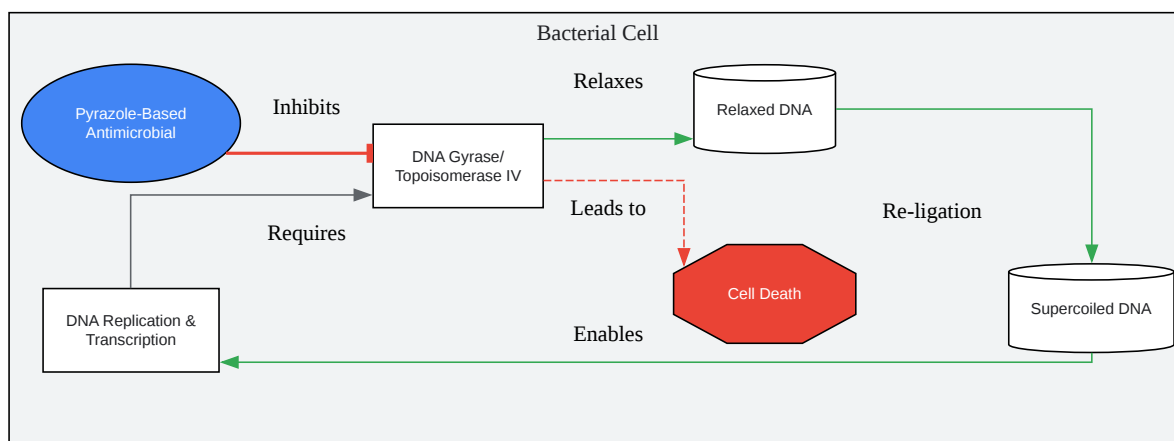 Bacterial Cell
Pyrazole-Based
Antimicrobial
Inhibits
DNA Gyrase/
Topoisomerase IV
Relaxes
Relaxed DNA
Requires
Leads to
Re-ligation
Cell Death
Supercoiled DNA
DNA Replication &
Transcription
Enables